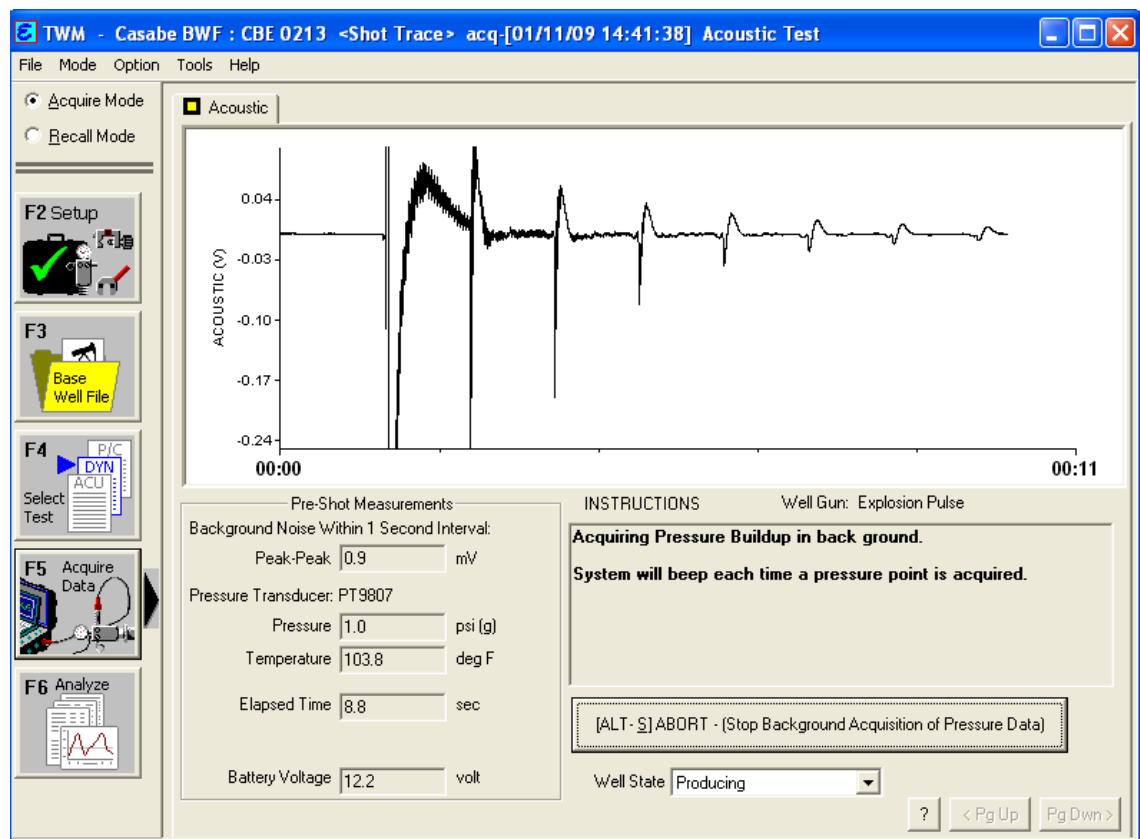 TWM - Casabe BWF : CBE 0213 <Shot Trace> acq-[01/11/09 14:41:38] Acoustic Test
File Mode Option Tools Help
Acquire Mode
Recall Mode
F2 Setup
F3
Base
Well File
F4
P/C
DYN
ACU
Select
Test
F5 Acquire
Data
F6 Analyze
Acoustic
ACOUSTIC (V)
0.04
-0.03
-0.10
-0.17
-0.24
00:00
00:11
Pre-Shot Measurements
Background Noise Within 1 Second Interval:
Peak-Peak 0.9 mV
Pressure Transducer: PT9807
Pressure 1.0 psi (g)
Temperature 103.8 deg F
Elapsed Time 8.8 sec
Battery Voltage 12.2 volt
INSTRUCTIONS Well Gun: Explosion Pulse
Acquiring Pressure Buildup in back ground.
System will beep each time a pressure point is acquired.
[ALT- S] ABORT - (Stop Background Acquisition of Pressure Data)
Well State Producing
? < Pg Up Pg Dwn >